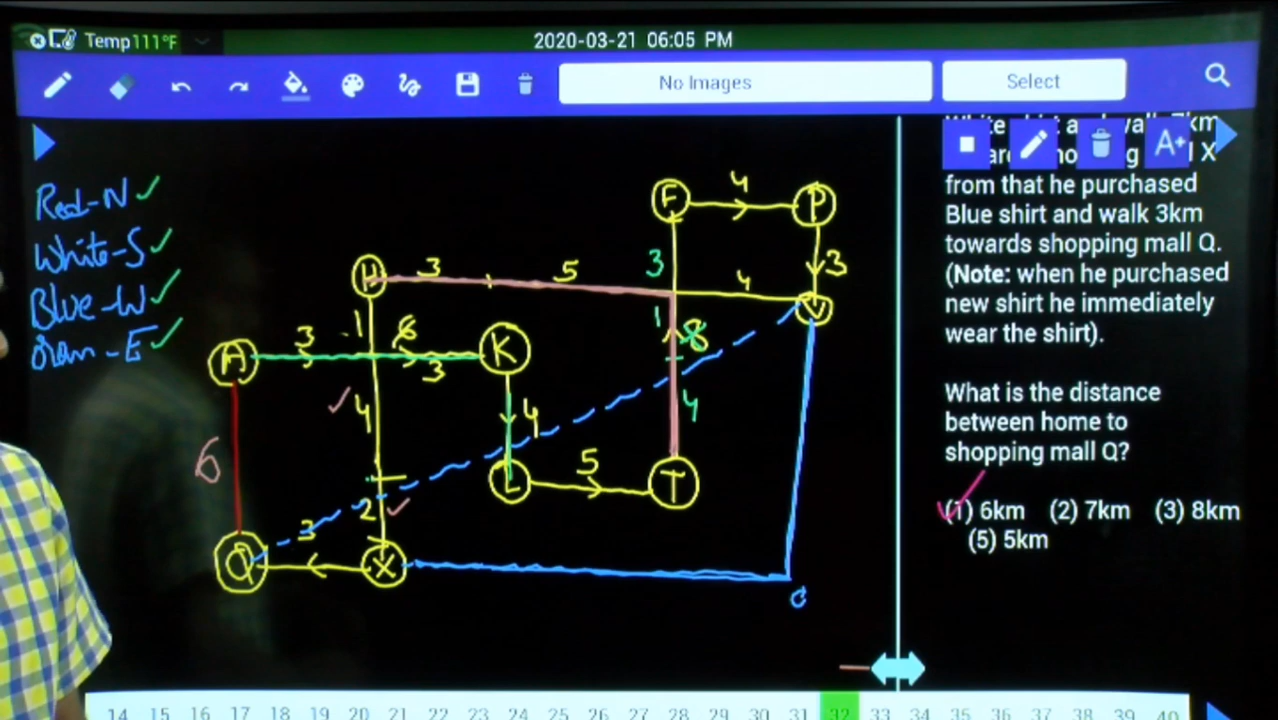 Temp 111°F
2020-03-21 06:05 PM
No Images
Select
A+
from that he purchased
Blue shirt and walk 3km
towards shopping mall Q.
(Note: when he purchased
new shirt he immediately
wear the shirt).
What is the distance
between home to
shopping mall Q?
(1) 6km (2) 7km (3) 8km
(5) 5km
Red-N ✓
White-S ✓
Blue-W ✓
Oran-E ✓
F 4 P
3 3
H 3 5 4 V
1 1 8
A 3 6 3 K
4 4 4
6 L 5 T
2
Q 3 X
C
14 15 16 17 18 19 20 21 22 23 24 25 26 27 28 29 30 31 32 33 34 35 36 37 38 39 40